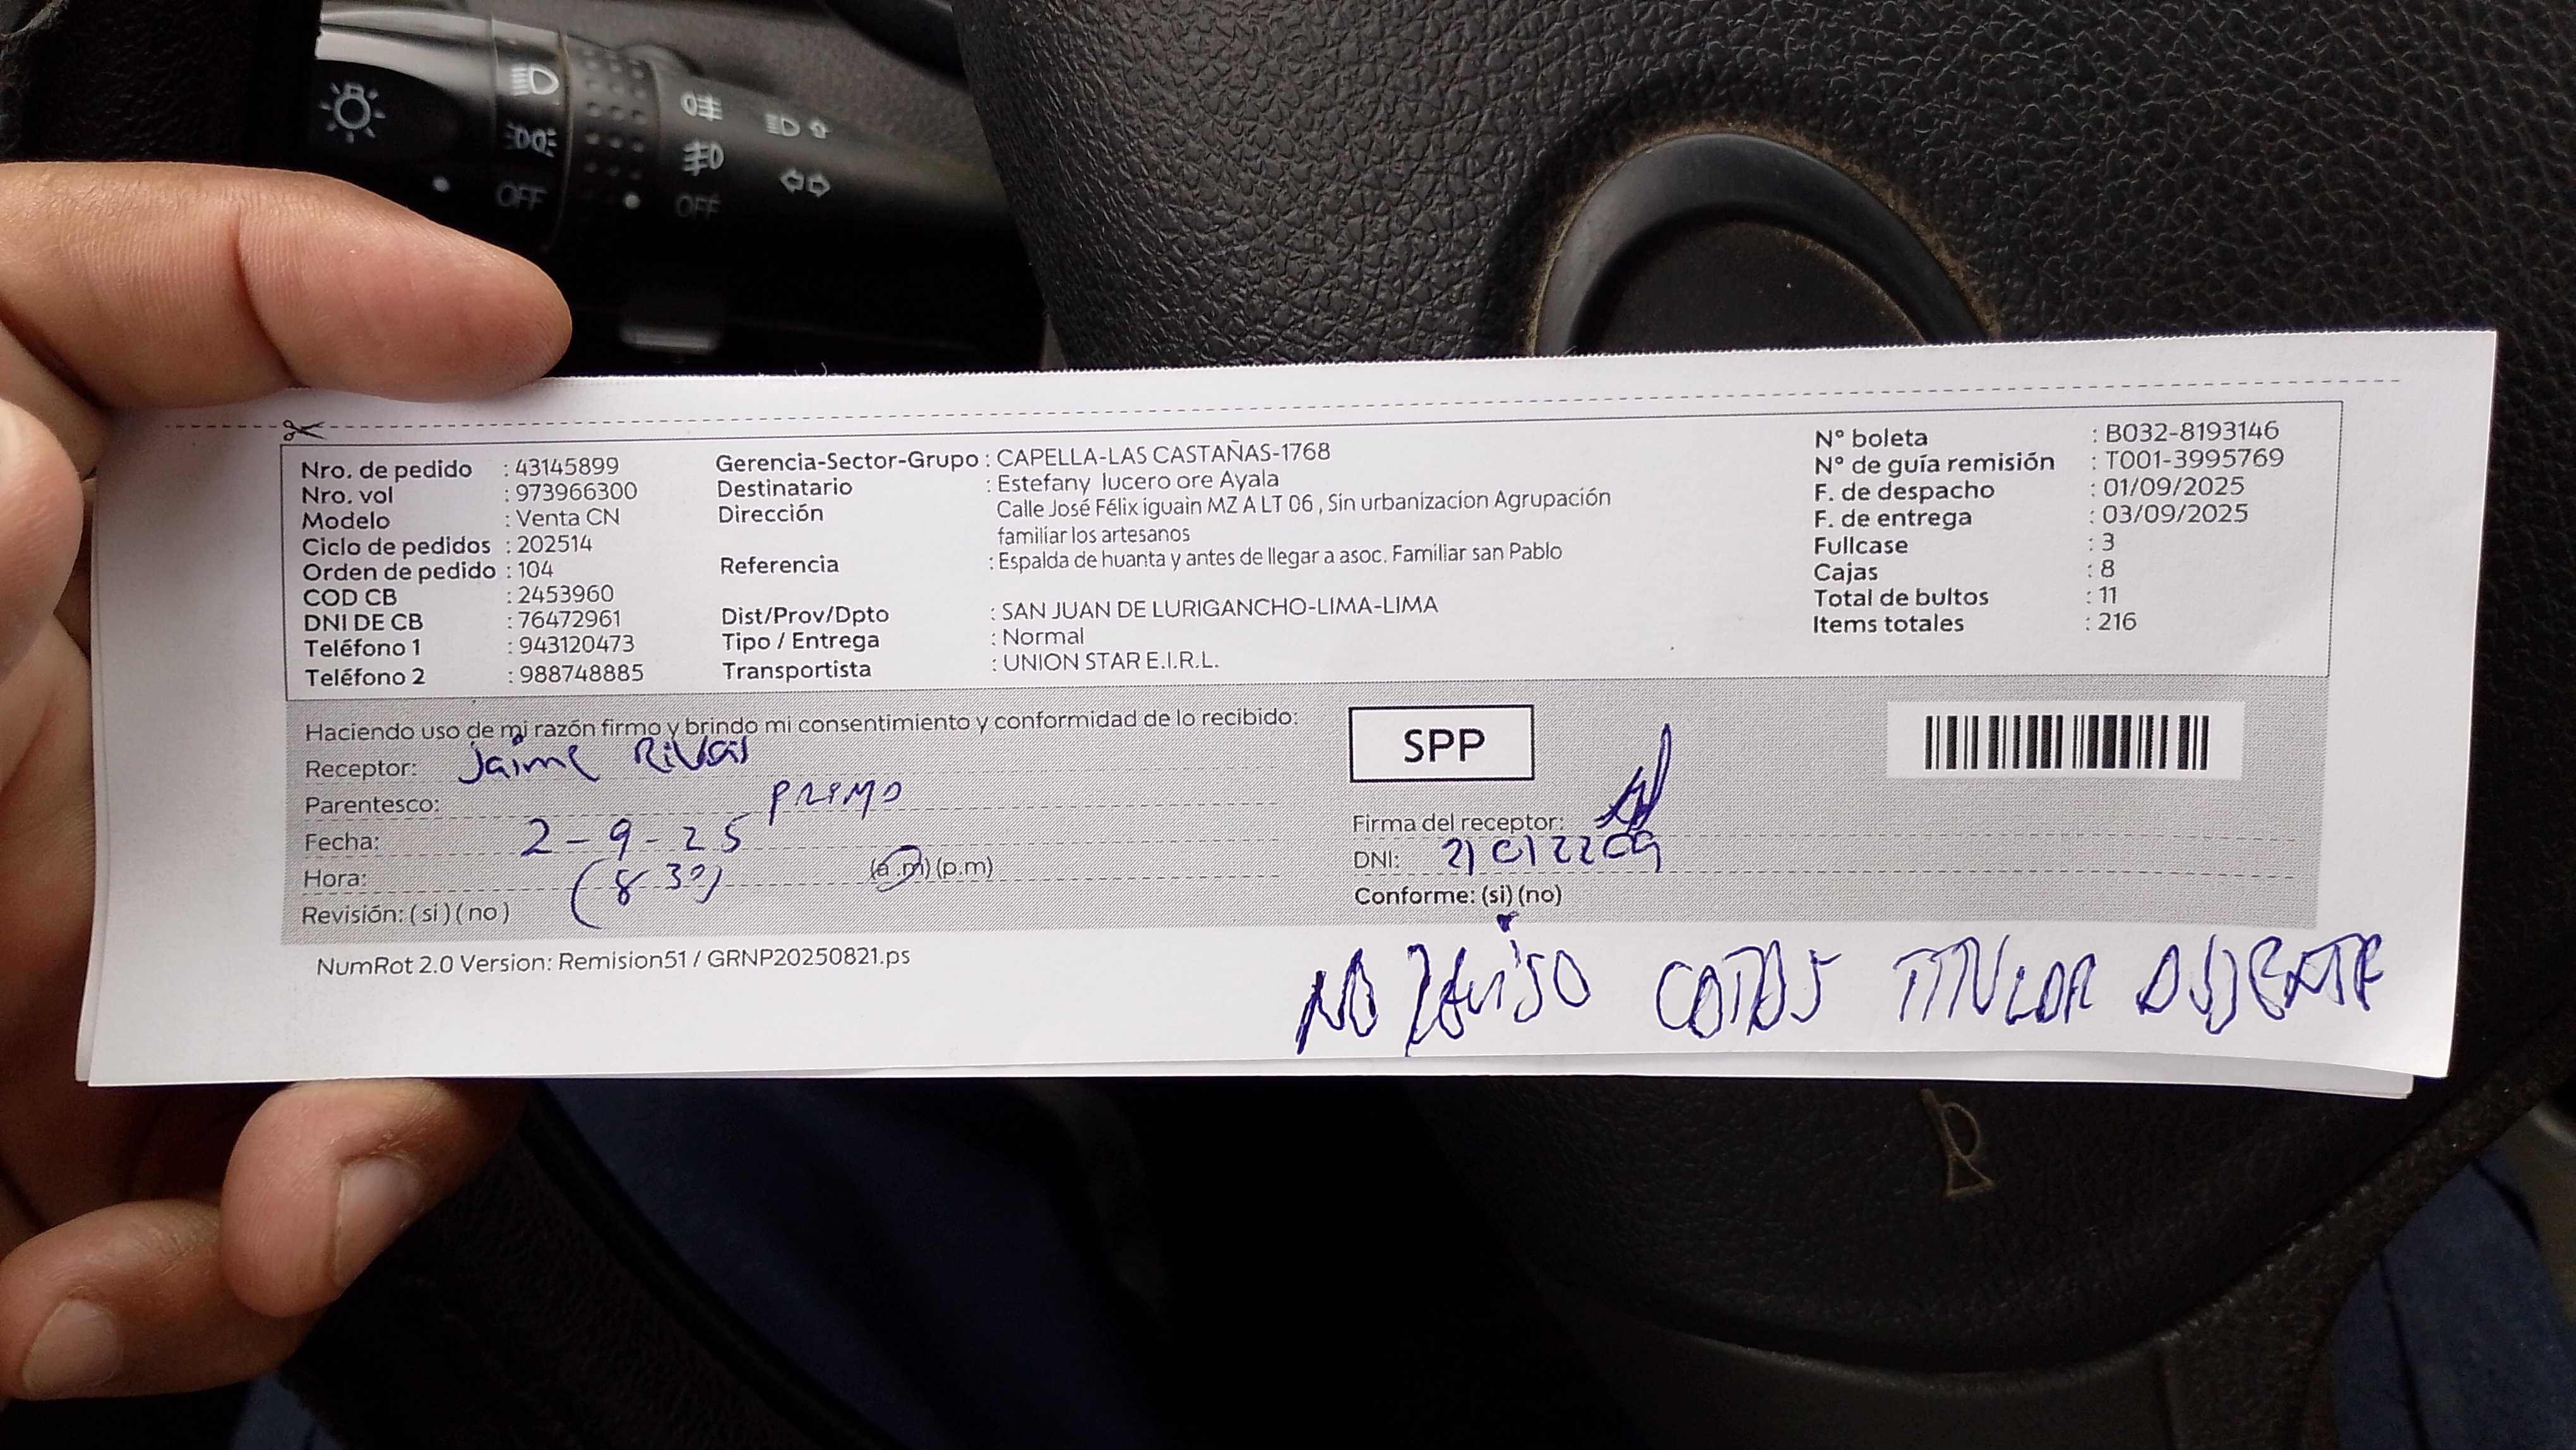 OFF
OFF
Nro. de pedido : 43145899
Nro. vol : 973966300
Modelo : Venta CN
Ciclo de pedidos : 202514
Orden de pedido : 104
COD CB : 2453960
DNI DE CB : 76472961
Teléfono 1 : 943120473
Teléfono 2 : 988748885
Gerencia-Sector-Grupo : CAPELLA-LAS CASTAÑAS-1768
Destinatario : Estefany lucero ore Ayala
Dirección Calle José Félix iguain MZ A LT 06 , Sin urbanizacion Agrupación
familiar los artesanos
Referencia : Espalda de huanta y antes de llegar a asoc. Familiar san Pablo
Dist/Prov/Dpto : SAN JUAN DE LURIGANCHO-LIMA-LIMA
Tipo / Entrega : Normal
Transportista : UNION STAR E.I.R.L.
N° boleta : B032-8193146
N° de guía remisión : T001-3995769
F. de despacho : 01/09/2025
F. de entrega : 03/09/2025
Fullcase : 3
Cajas : 8
Total de bultos : 11
Items totales : 216
Haciendo uso de mi razón firmo y brindo mi consentimiento y conformidad de lo recibido:
Receptor: Jaime Rivas
Parentesco: PRIMO
Fecha: 2-9-25
Hora: (8 30) (a.m) (p.m)
Revisión: ( sí ) ( no )
SPP
Firma del receptor:
DNI:
Conforme: (si) (no)
NumRot 2.0 Version: Remision51 / GRNP20250821.ps
NO REViSO CAJAS TITULAR AUSENTE